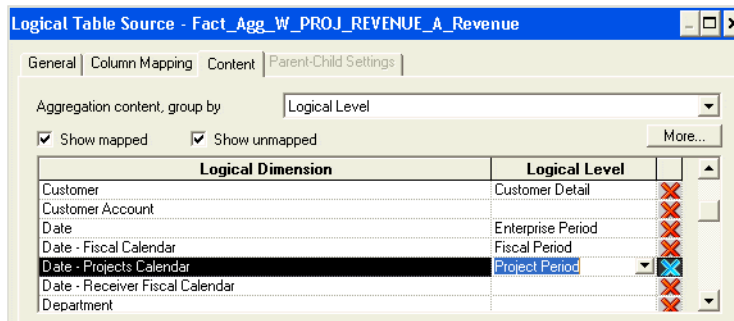 Logical Table Source - Fact_Agg_W_PROJ_REVENUE_A_Revenue
General Column Mapping Content Parent-Child Settings
Aggregation content, group by Logical Level
Show mapped Show unmapped More...
Logical Dimension Logical Level
Customer Customer Detail
Customer Account
Date Enterprise Period
Date - Fiscal Calendar Fiscal Period
Date - Projects Calendar Project Period
Date - Receiver Fiscal Calendar
Department